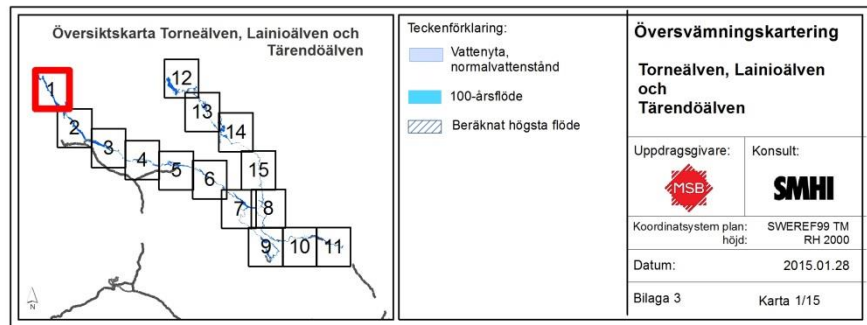 Översiktskarta Torneälven, Lainioälven och
Tärendöälven
1
2
3
4
5
6
7
8
9
10
11
12
13
14
15
N
Teckenförklaring:
Vattenyta,
normalvattenstånd
100-årsflöde
Beräknat högsta flöde
Översvämningskartering
Torneälven, Lainioälven
och
Tärendöälven
Uppdragsgivare:
MSB
Konsult:
SMHI
Koordinatsystem plan: SWEREF99 TM
höjd: RH 2000
Datum: 2015.01.28
Bilaga 3 Karta 1/15